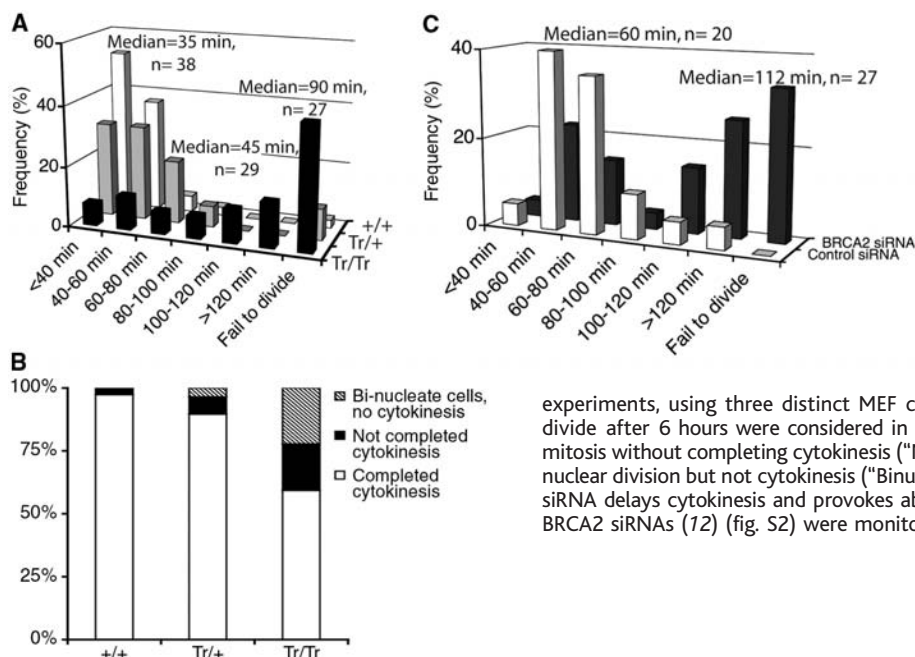 A
60
40
20
0
Frequency (%)
Median=35 min,
n= 38
Median=90 min,
n= 27
Median=45 min,
n= 29
+/+
Tr/+
Tr/Tr
<40 min
40-60 min
60-80 min
80-100 min
100-120 min
>120 min
Fail to divide
C
40
20
0
Frequency (%)
Median=60 min, n= 20
Median=112 min, n= 27
BRCA2 siRNA
Control siRNA
<40 min
40-60 min
60-80 min
80-100 min
100-120 min
>120 min
Fail to divide
B
100%
75%
50%
25%
0%
+/+
Tr/+
Tr/Tr
Bi-nucleate cells,
no cytokinesis
Not completed
cytokinesis
Completed
cytokinesis
experiments, using three distinct MEF c
divide after 6 hours were considered in
mitosis without completing cytokinesis ("N
nuclear division but not cytokinesis ("Binu
siRNA delays cytokinesis and provokes ab
BRCA2 siRNAs (12) (fig. S2) were monito